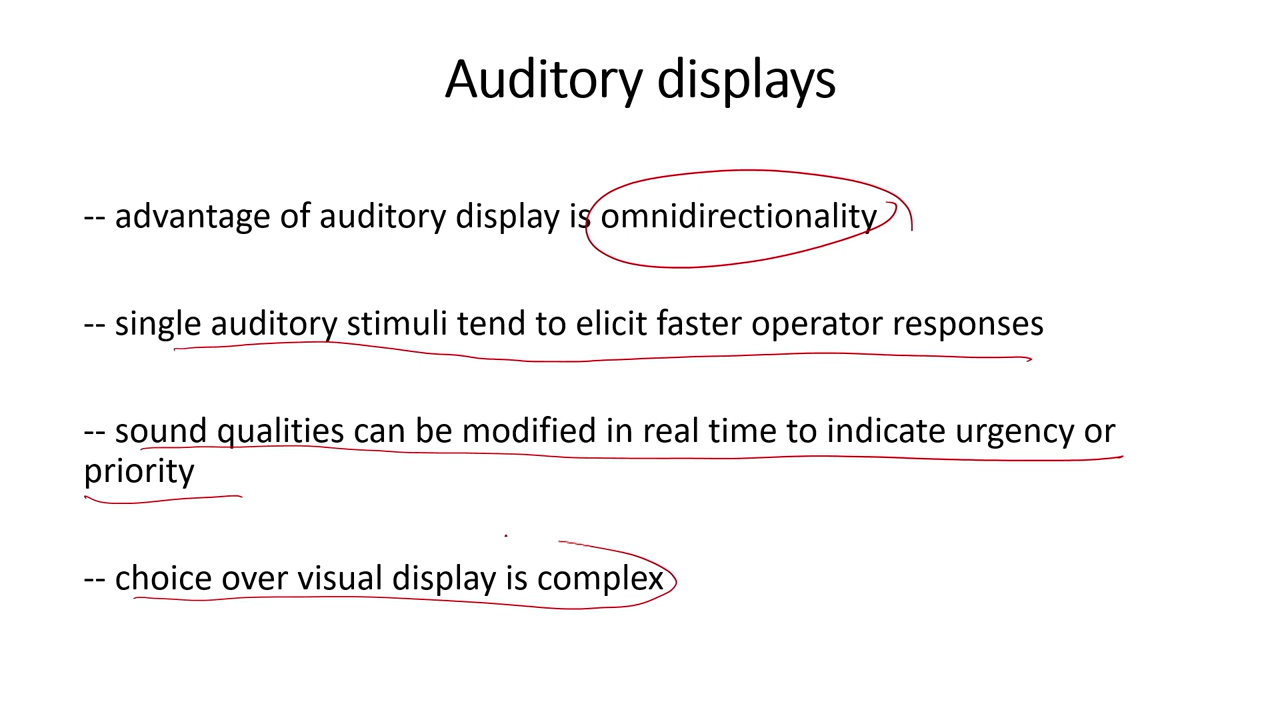 Auditory displays
-- advantage of auditory display is omnidirectionality
-- single auditory stimuli tend to elicit faster operator responses
-- sound qualities can be modified in real time to indicate urgency or
priority
-- choice over visual display is complex